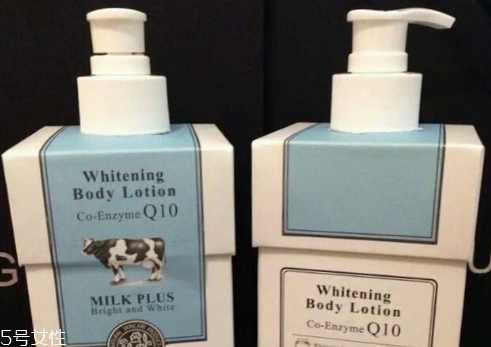 Whitening
Body Lotion
Co-Enzyme Q10
MILK PLUS
Bright and White
Whitening
Body Lotion
Co-Enzyme Q10
5号女性